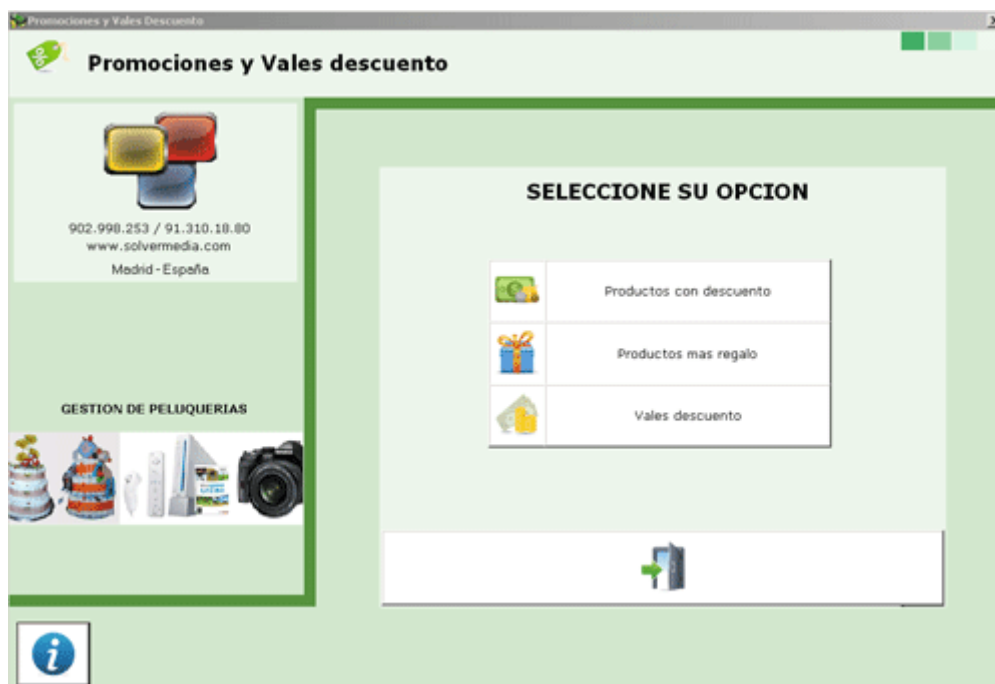 Promociones y Vales Descuento
Promociones y Vales descuento
902.998.253 / 91.310.18.80
www.solvermedia.com
Madrid - España
GESTION DE PELUQUERIAS
SELECCIONE SU OPCION
Productos con descuento
Productos mas regalo
Vales descuento